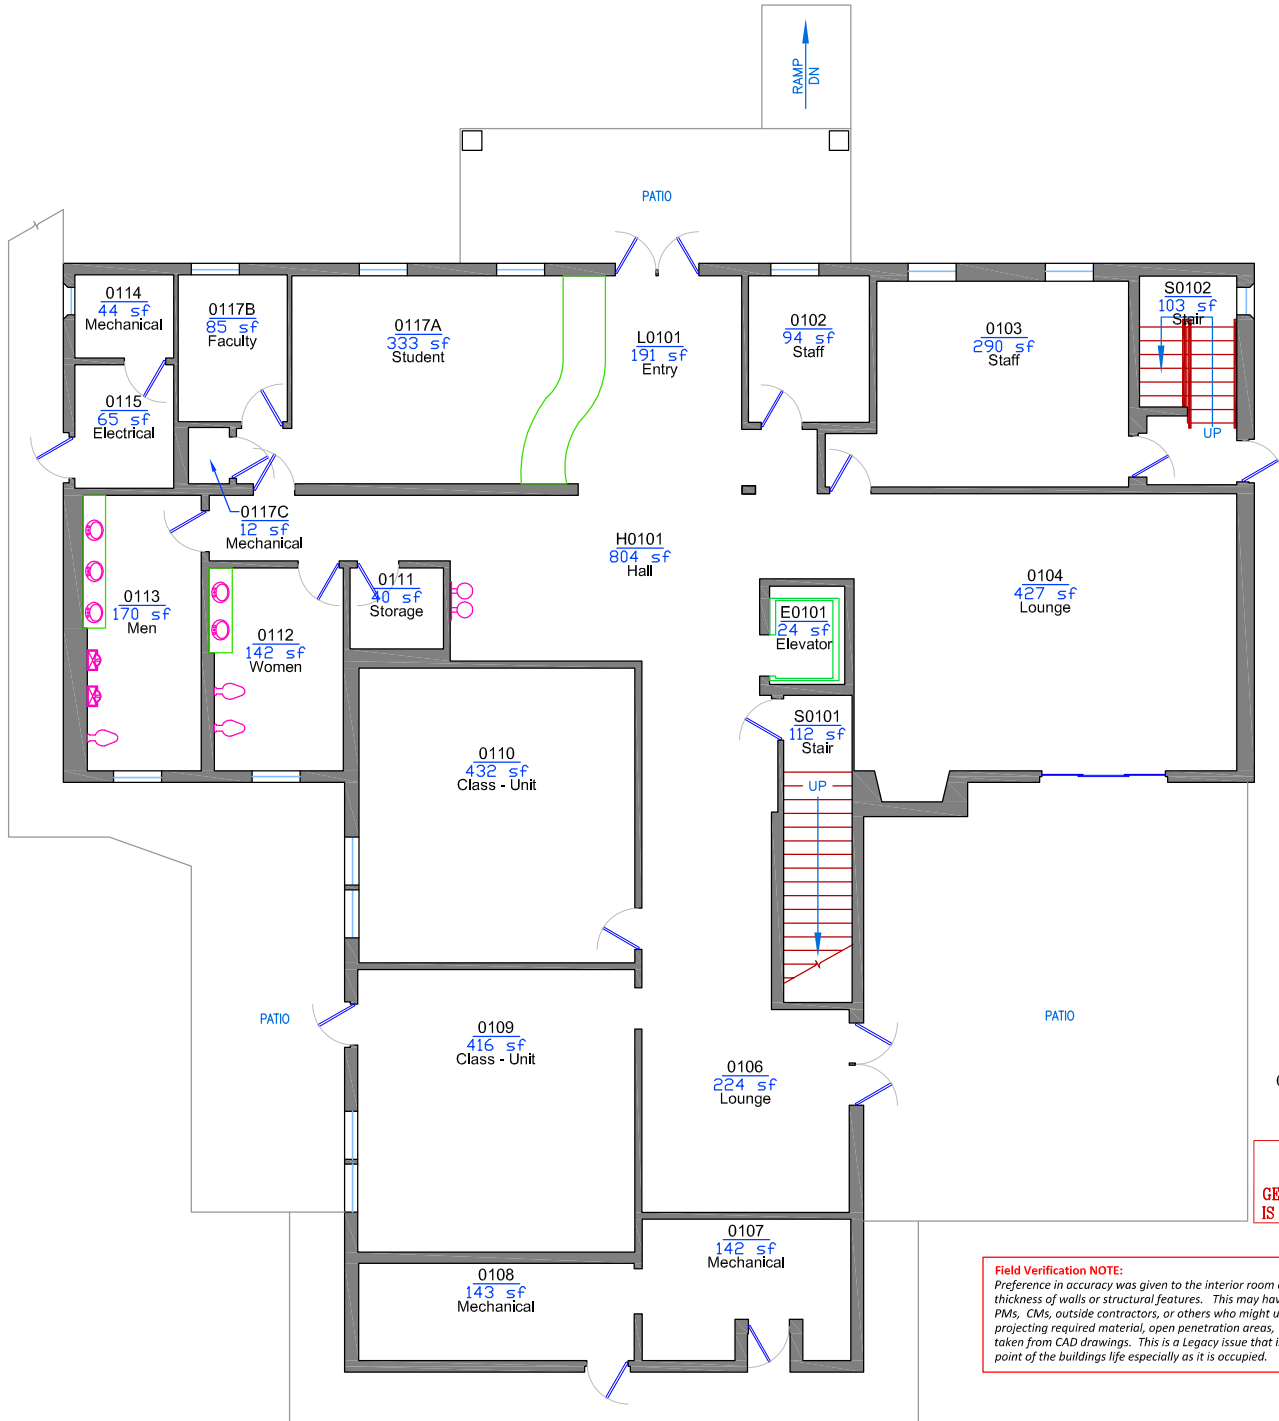 RAMP
DN
PATIO
0114
44 sf
Mechanical
0117B
85 sf
Faculty
0117A
333 sf
Student
L0101
191 sf
Entry
0102
94 sf
Staff
0103
290 sf
Staff
S0102
103 sf
Stair
UP
0115
65 sf
Electrical
0117C
12 sf
Mechanical
H0101
804 sf
Hall
0104
427 sf
Lounge
0113
170 sf
Men
0112
142 sf
Women
0111
40 sf
Storage
E0101
24 sf
Elevator
S0101
112 sf
Stair
UP
0110
432 sf
Class - Unit
PATIO
0109
416 sf
Class - Unit
0106
224 sf
Lounge
PATIO
0107
142 sf
Mechanical
0108
143 sf
Mechanical
GE
IS
Field Verification NOTE:
Preference in accuracy was given to the interior room
thickness of walls or structural features. This may hav
PMs, CMs, outside contractors, or others who might u
projecting required material, open penetration areas,
taken from CAD drawings. This is a Legacy issue that i
point of the buildings life especially as it is occupied.